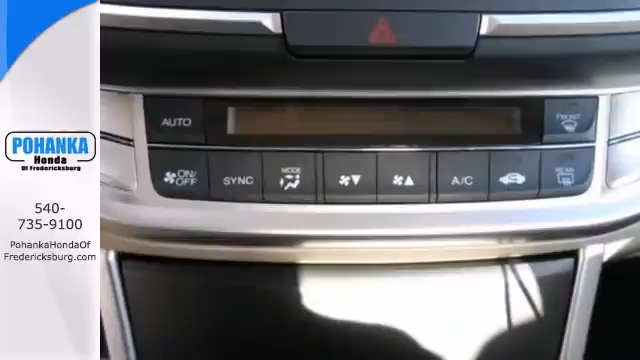 POHANKA
Honda
Of Fredericksburg
540-
735-9100
PohankaHondaOf
Fredericksburg.com
AUTO
FRONT
ON/
OFF
SYNC
MODE
A/C
REAR